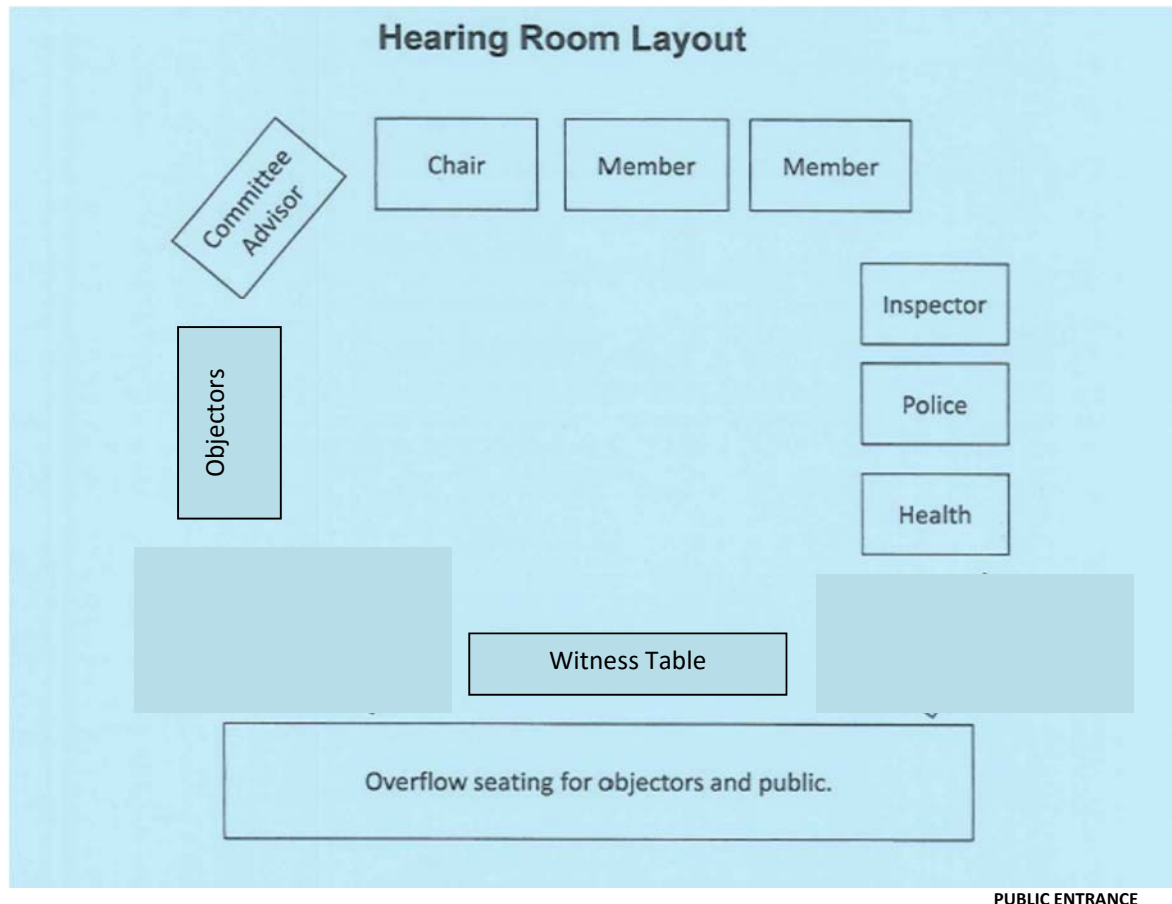 Hearing Room Layout
Committee
Advisor
Chair
Member
Member
Inspector
Objectors
Police
Health
Witness Table
Overflow seating for objectors and public.
PUBLIC ENTRANCE